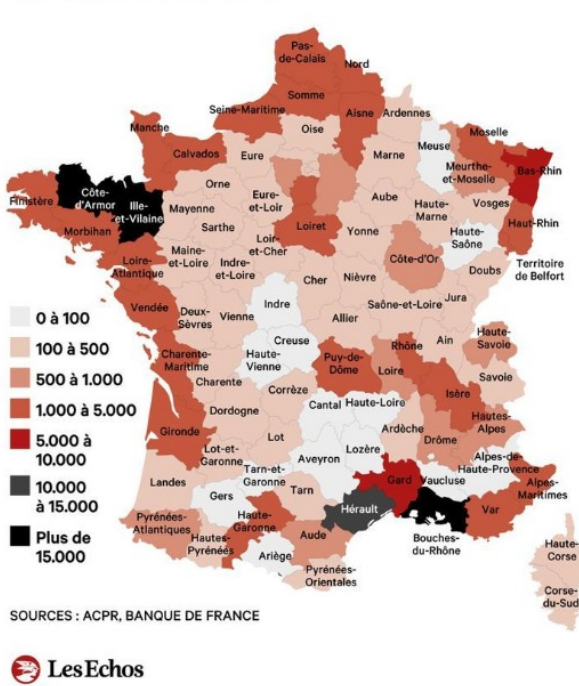 Pas-
de-Calais
Nord
Somme
Seine-Maritime
Aisne
Ardennes
Oise
Manche
Calvados
Eure
Meuse
Moselle
Marne
Bas-Rhin
Meurthe-
et-Moselle
Orne
Finistère
Côte-
d'Armor
Ille-
et-Vilaine
Mayenne
Eure-
et-Loir
Aube
Haute-
Marne
Vosges
Morbihan
Sarthe
Loiret
Yonne
Haut-Rhin
Loir-
et-Cher
Haute-
Saône
Loire-
Atlantique
Maine-
et-Loire
Indre-
et-Loire
Côte-d'Or
Territoire
de Belfort
Doubs
Cher
Nièvre
Vendée
Deux-
Sèvres
Vienne
Indre
Saône-et-Loire
Jura
Allier
Creuse
Ain
Haute-
Savoie
Charente-
Maritime
Haute-
Vienne
Puy-de-
Dôme
Rhône
Loire
Savoie
Charente
Corrèze
Isère
Dordogne
Cantal
Haute-Loire
Hautes-
Alpes
Gironde
Lot
Ardèche
Drôme
Lot-et-
Garonne
Aveyron
Lozère
Alpes-de-
Haute-Provence
Tarn-et-
Garonne
Landes
Gers
Tarn
Gard
Vaucluse
Alpes-
Maritimes
Hérault
Var
Pyrénées-
Atlantiques
Haute-
Garonne
Hautes-
Pyrénées
Aude
Bouches-
du-Rhône
Ariège
Pyrénées-
Orientales
Haute-
Corse
Corse-
du-Sud
0 à 100
100 à 500
500 à 1.000
1.000 à 5.000
5.000 à
10.000
10.000
à 15.000
Plus de
15.000
SOURCES : ACPR, BANQUE DE FRANCE
Les Echos